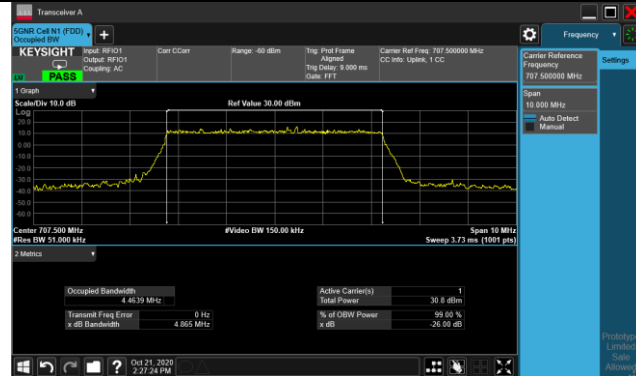 Transceiver A
5GNR Cell N1 (FDD)
Occupied BW
Frequency
KEYSIGHT
Input: RFIO1
Output: RFIO1
Coupling: AC
Corr CCorr
Range: -60 dBm
Trig: Prot Frame
Aligned
Trig Delay: 9.000 ms
Gate: FFT
Carrier Ref Freq: 707.500000 MHz
CC Info: Uplink, 1 CC
LM
PASS
Carrier Reference
Frequency
707.500000 MHz
Settings
Span
10.000 MHz
Auto Detect
Manual
1 Graph
Scale/Div 10.0 dB
Ref Value 30.00 dBm
Log
20.0
10.0
0.00
-10.0
-20.0
-30.0
-40.0
-50.0
-60.0
Center 707.500 MHz
#Video BW 150.00 kHz
Span 10 MHz
#Res BW 51.000 kHz
Sweep 3.73 ms (1001 pts)
2 Metrics
Occupied Bandwidth
4.4639 MHz
Active Carrier(s) 1
Total Power 30.8 dBm
Transmit Freq Error 0 Hz
x dB Bandwidth 4.865 MHz
% of OBW Power 99.00 %
x dB -26.00 dB
Prototyp
Limited
Sale
Allowed
?
Oct 21, 2020
2:27:24 PM